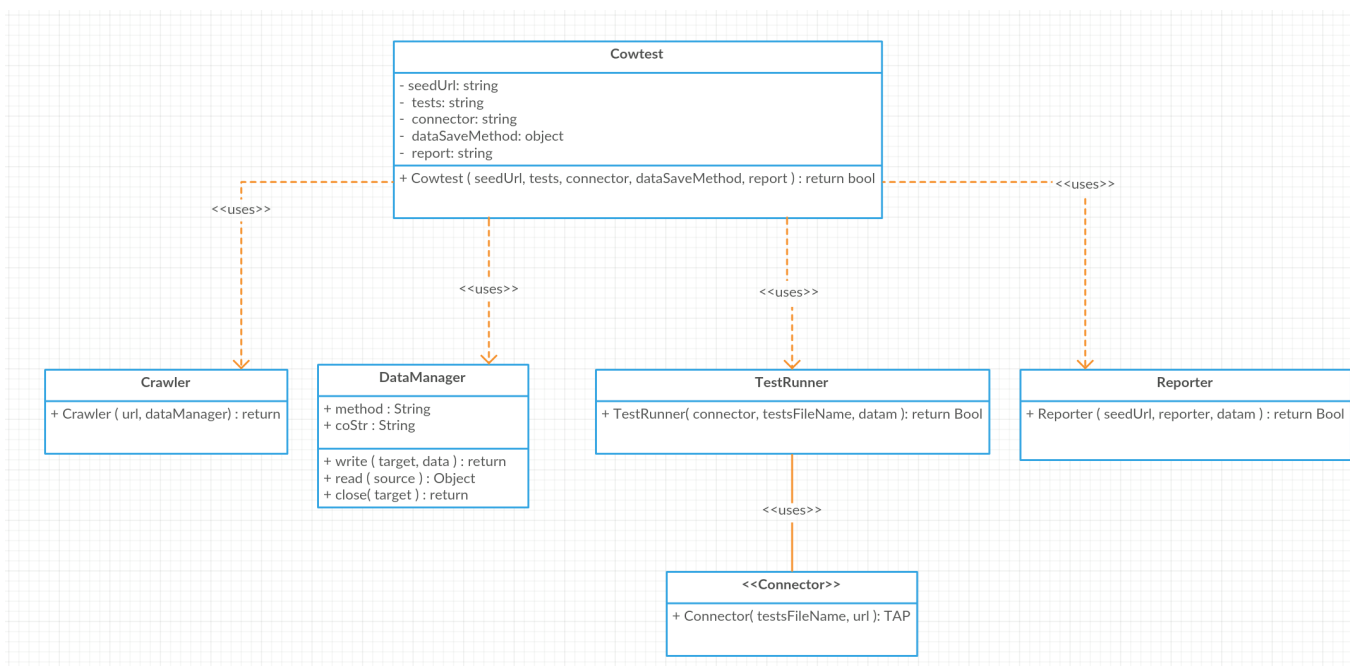 Cowtest
- seedUrl: string
- tests: string
- connector: string
- dataSaveMethod: object
- report: string
+ Cowtest ( seedUrl, tests, connector, dataSaveMethod, report ) : return bool
<<uses>>
<<uses>>
<<uses>>
<<uses>>
Crawler
+ Crawler ( url, dataManager) : return
DataManager
+ method : String
+ coStr : String
+ write ( target, data ) : return
+ read ( source ) : Object
+ close( target ) : return
TestRunner
+ TestRunner( connector, testsFileName, datam ): return Bool
Reporter
+ Reporter ( seedUrl, reporter, datam ) : return Bool
<<uses>>
<<Connector>>
+ Connector( testsFileName, url ): TAP